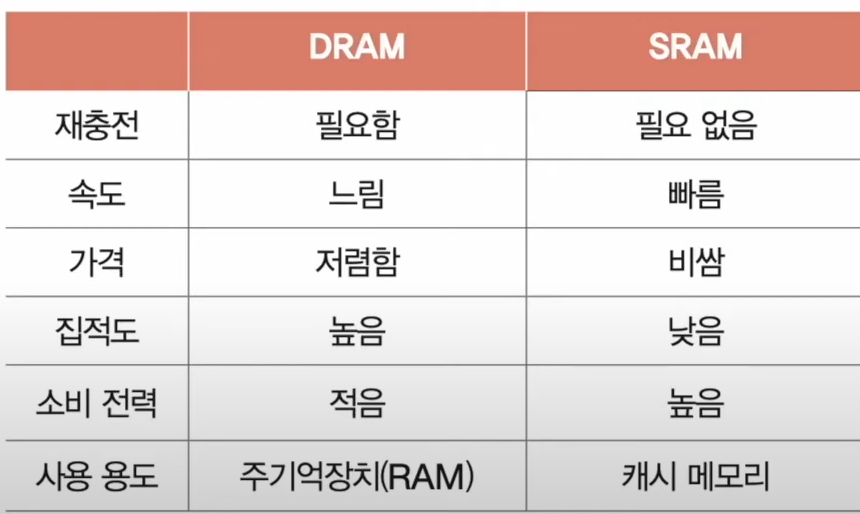 DRAM SRAM
재충전 필요함 필요 없음
속도 느림 빠름
가격 저렴함 비쌈
집적도 높음 낮음
소비 전력 적음 높음
사용 용도 주기억장치(RAM) 캐시 메모리